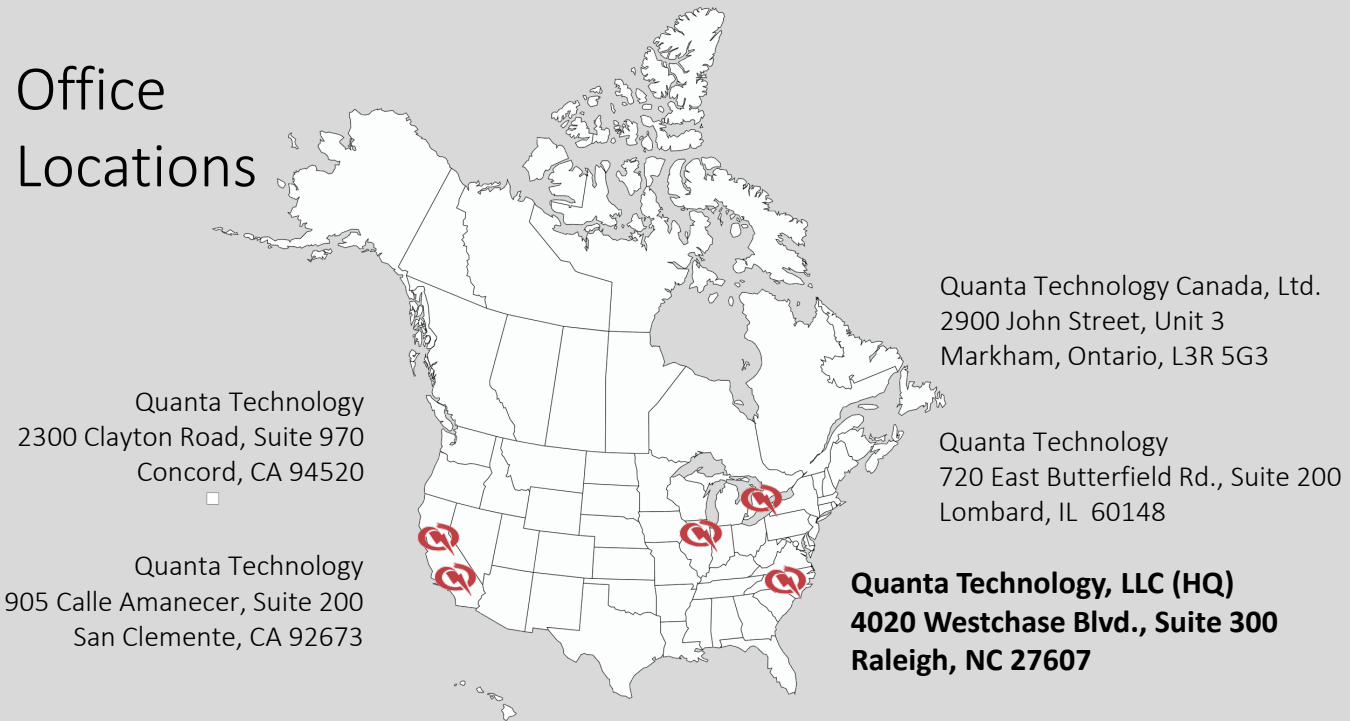 Office
Locations
Quanta Technology
2300 Clayton Road, Suite 970
Concord, CA 94520
Quanta Technology
905 Calle Amanecer, Suite 200
San Clemente, CA 92673
Quanta Technology Canada, Ltd.
2900 John Street, Unit 3
Markham, Ontario, L3R 5G3
Quanta Technology
720 East Butterfield Rd., Suite 200
Lombard, IL 60148
Quanta Technology, LLC (HQ)
4020 Westchase Blvd., Suite 300
Raleigh, NC 27607